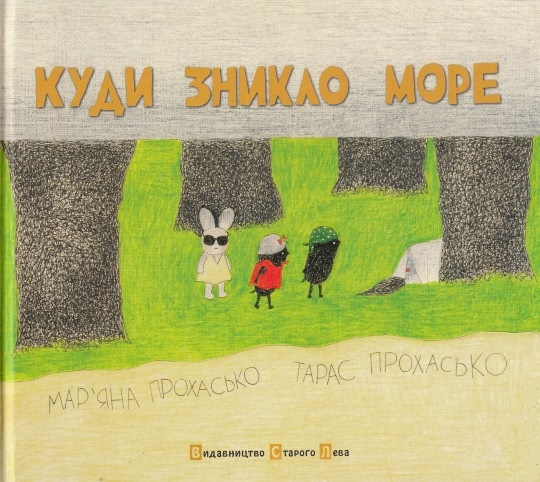 КУДИ ЗНИКЛО МОРЕ
МАР'ЯНА ПРОХАСЬКО ТАРАС ПРОХАСЬКО
Видавництво Старого Лева